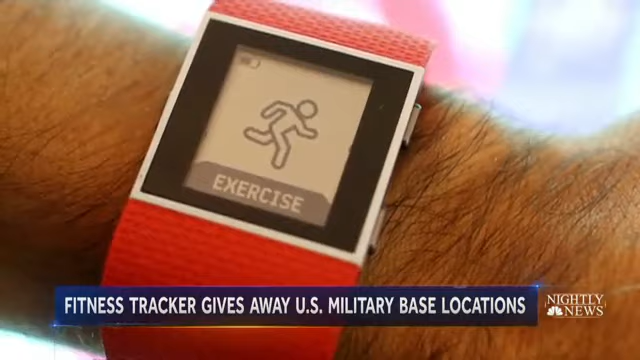 EXERCISE
FITNESS TRACKER GIVES AWAY U.S. MILITARY BASE LOCATIONS
NIGHTLY
NEWS